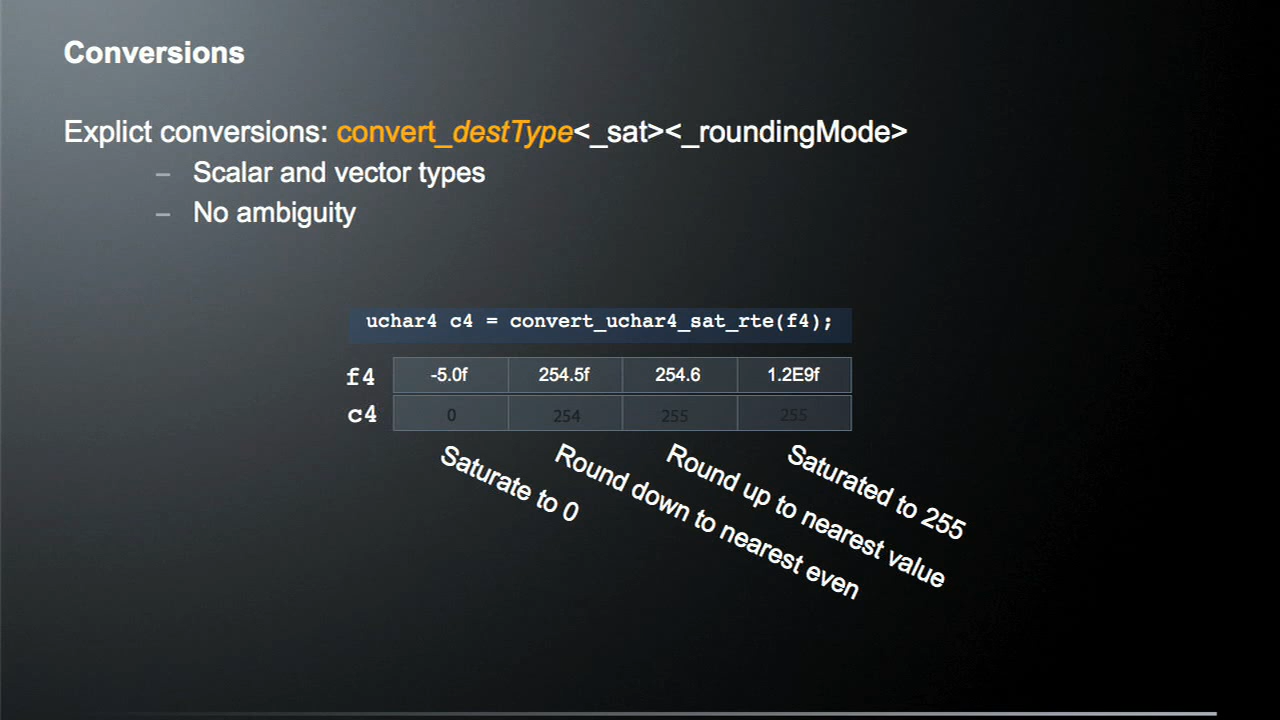 Conversions
Explict conversions: convert_destType<_sat><_roundingMode>
– Scalar and vector types
– No ambiguity
uchar4 c4 = convert_uchar4_sat_rte(f4);
f4 -5.0f 254.5f 254.6 1.2E9f
c4 0 254 255 255
Saturate to 0
Round down to nearest even
Round up to nearest value
Saturated to 255